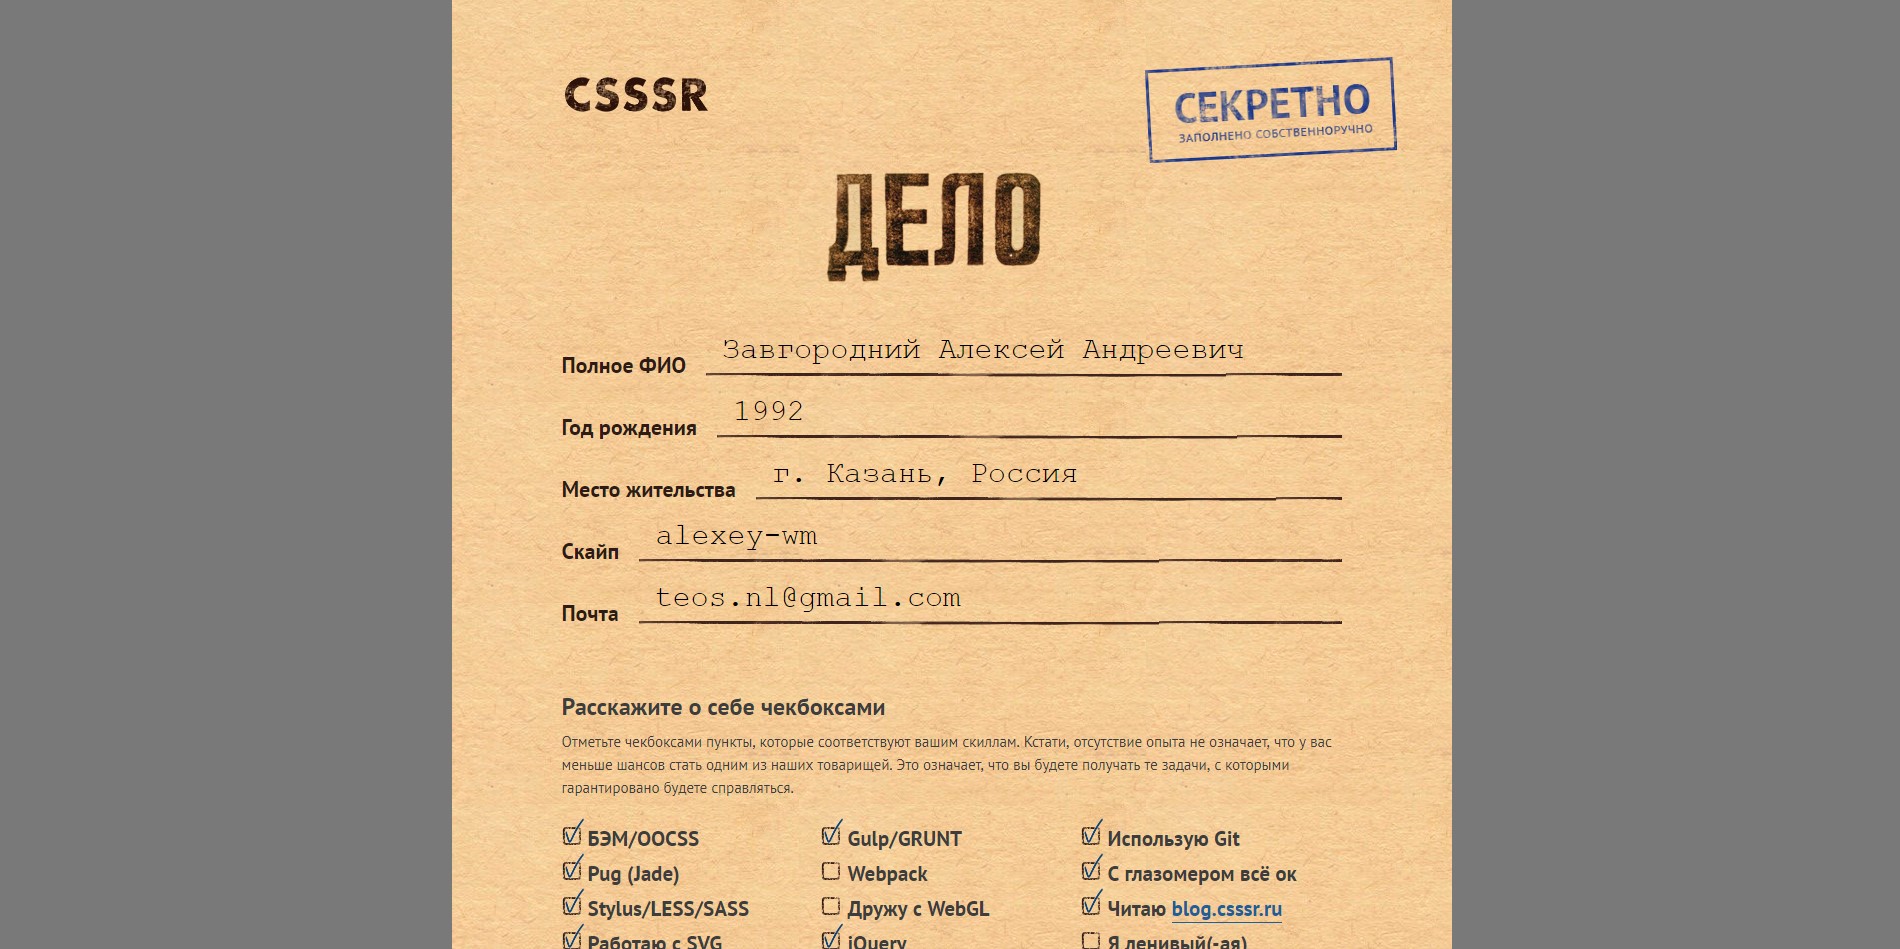 CSSSR
СЕКРЕТНО
ЗАПОЛНЕНО СОБСТВЕННОРУЧНО
ДЕЛО
Полное ФИО Завгородний Алексей Андреевич
Год рождения 1992
Место жительства г. Казань, Россия
Скайп alexey-wm
Почта teos.nl@gmail.com
Расскажите о себе чекбоксами
Отметьте чекбоксами пункты, которые соответствуют вашим скиллам. Кстати, отсутствие опыта не означает, что у вас
меньше шансов стать одним из наших товарищей. Это означает, что вы будете получать те задачи, с которыми
гарантировано будете справляться.
БЭМ/OOCSS Gulp/GRUNT Использую Git
Pug (Jade) Webpack С глазомером всё ок
Stylus/LESS/SASS Дружу с WebGL Читаю blog.csssr.ru
Работаю с SVG jQuery Я ленивый(-ая)